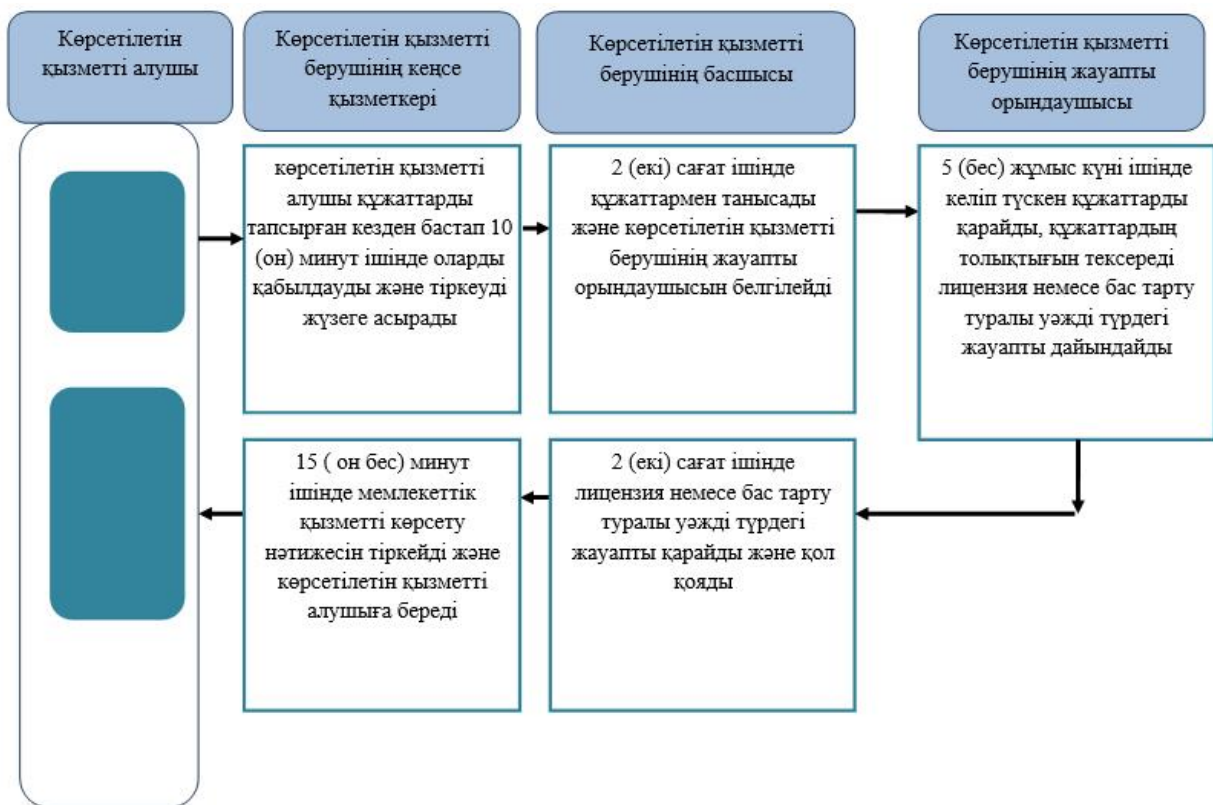 Көрсетілетін
қызметті алушы
Көрсетілетін қызметті
берушінің кеңсе
қызметкері
Көрсетілетін қызметті
берушінің басшысы
Көрсетілетін қызметті
берушінің жауапты
орындаушысы
көрсетілетін қызметті
алушы құжаттарды
тапсырған кезден бастап 10
(он) минут ішінде оларды
қабылдауды және тіркеуді
жүзеге асырады
2 (екі) сағат ішінде
құжаттармен танысады
және көрсетілетін қызметті
берушінің жауапты
орындаушысын белгілейді
5 (бес) жұмыс күні ішінде
келіп түскен құжаттарды
қарайды, құжаттардың
толықтығын тексереді
лицензия немесе бас тарту
туралы уәжді түрдегі
жауапты дайындайды
15 ( он бес) минут
ішінде мемлекеттік
қызметті көрсету
нәтижесін тіркейді және
көрсетілетін қызметті
алушыға береді
2 (екі) сағат ішінде
лицензия немесе бас тарту
туралы уәжді түрдегі
жауапты қарайды және қол
қояды